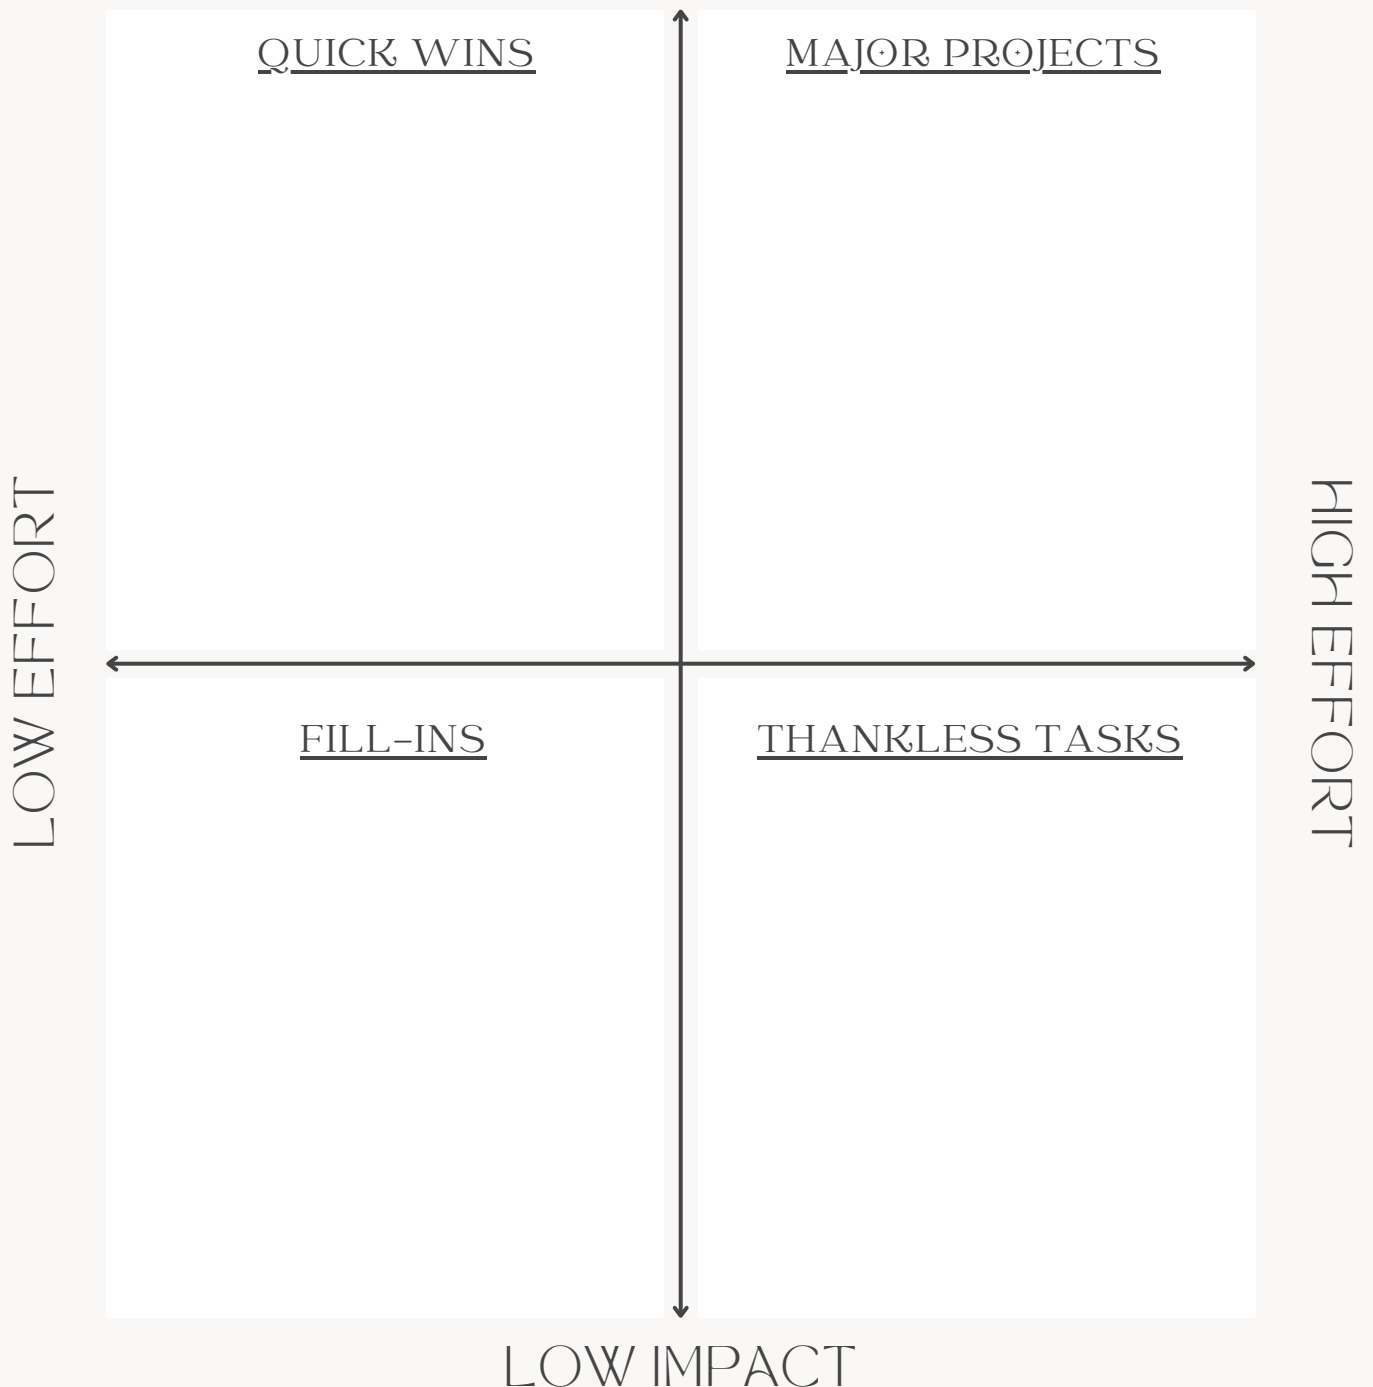 QUICK WINS
MAJOR PROJECTS
LOW EFFORT
HIGH EFFORT
FILL-INS
THANKLESS TASKS
LOW IMPACT